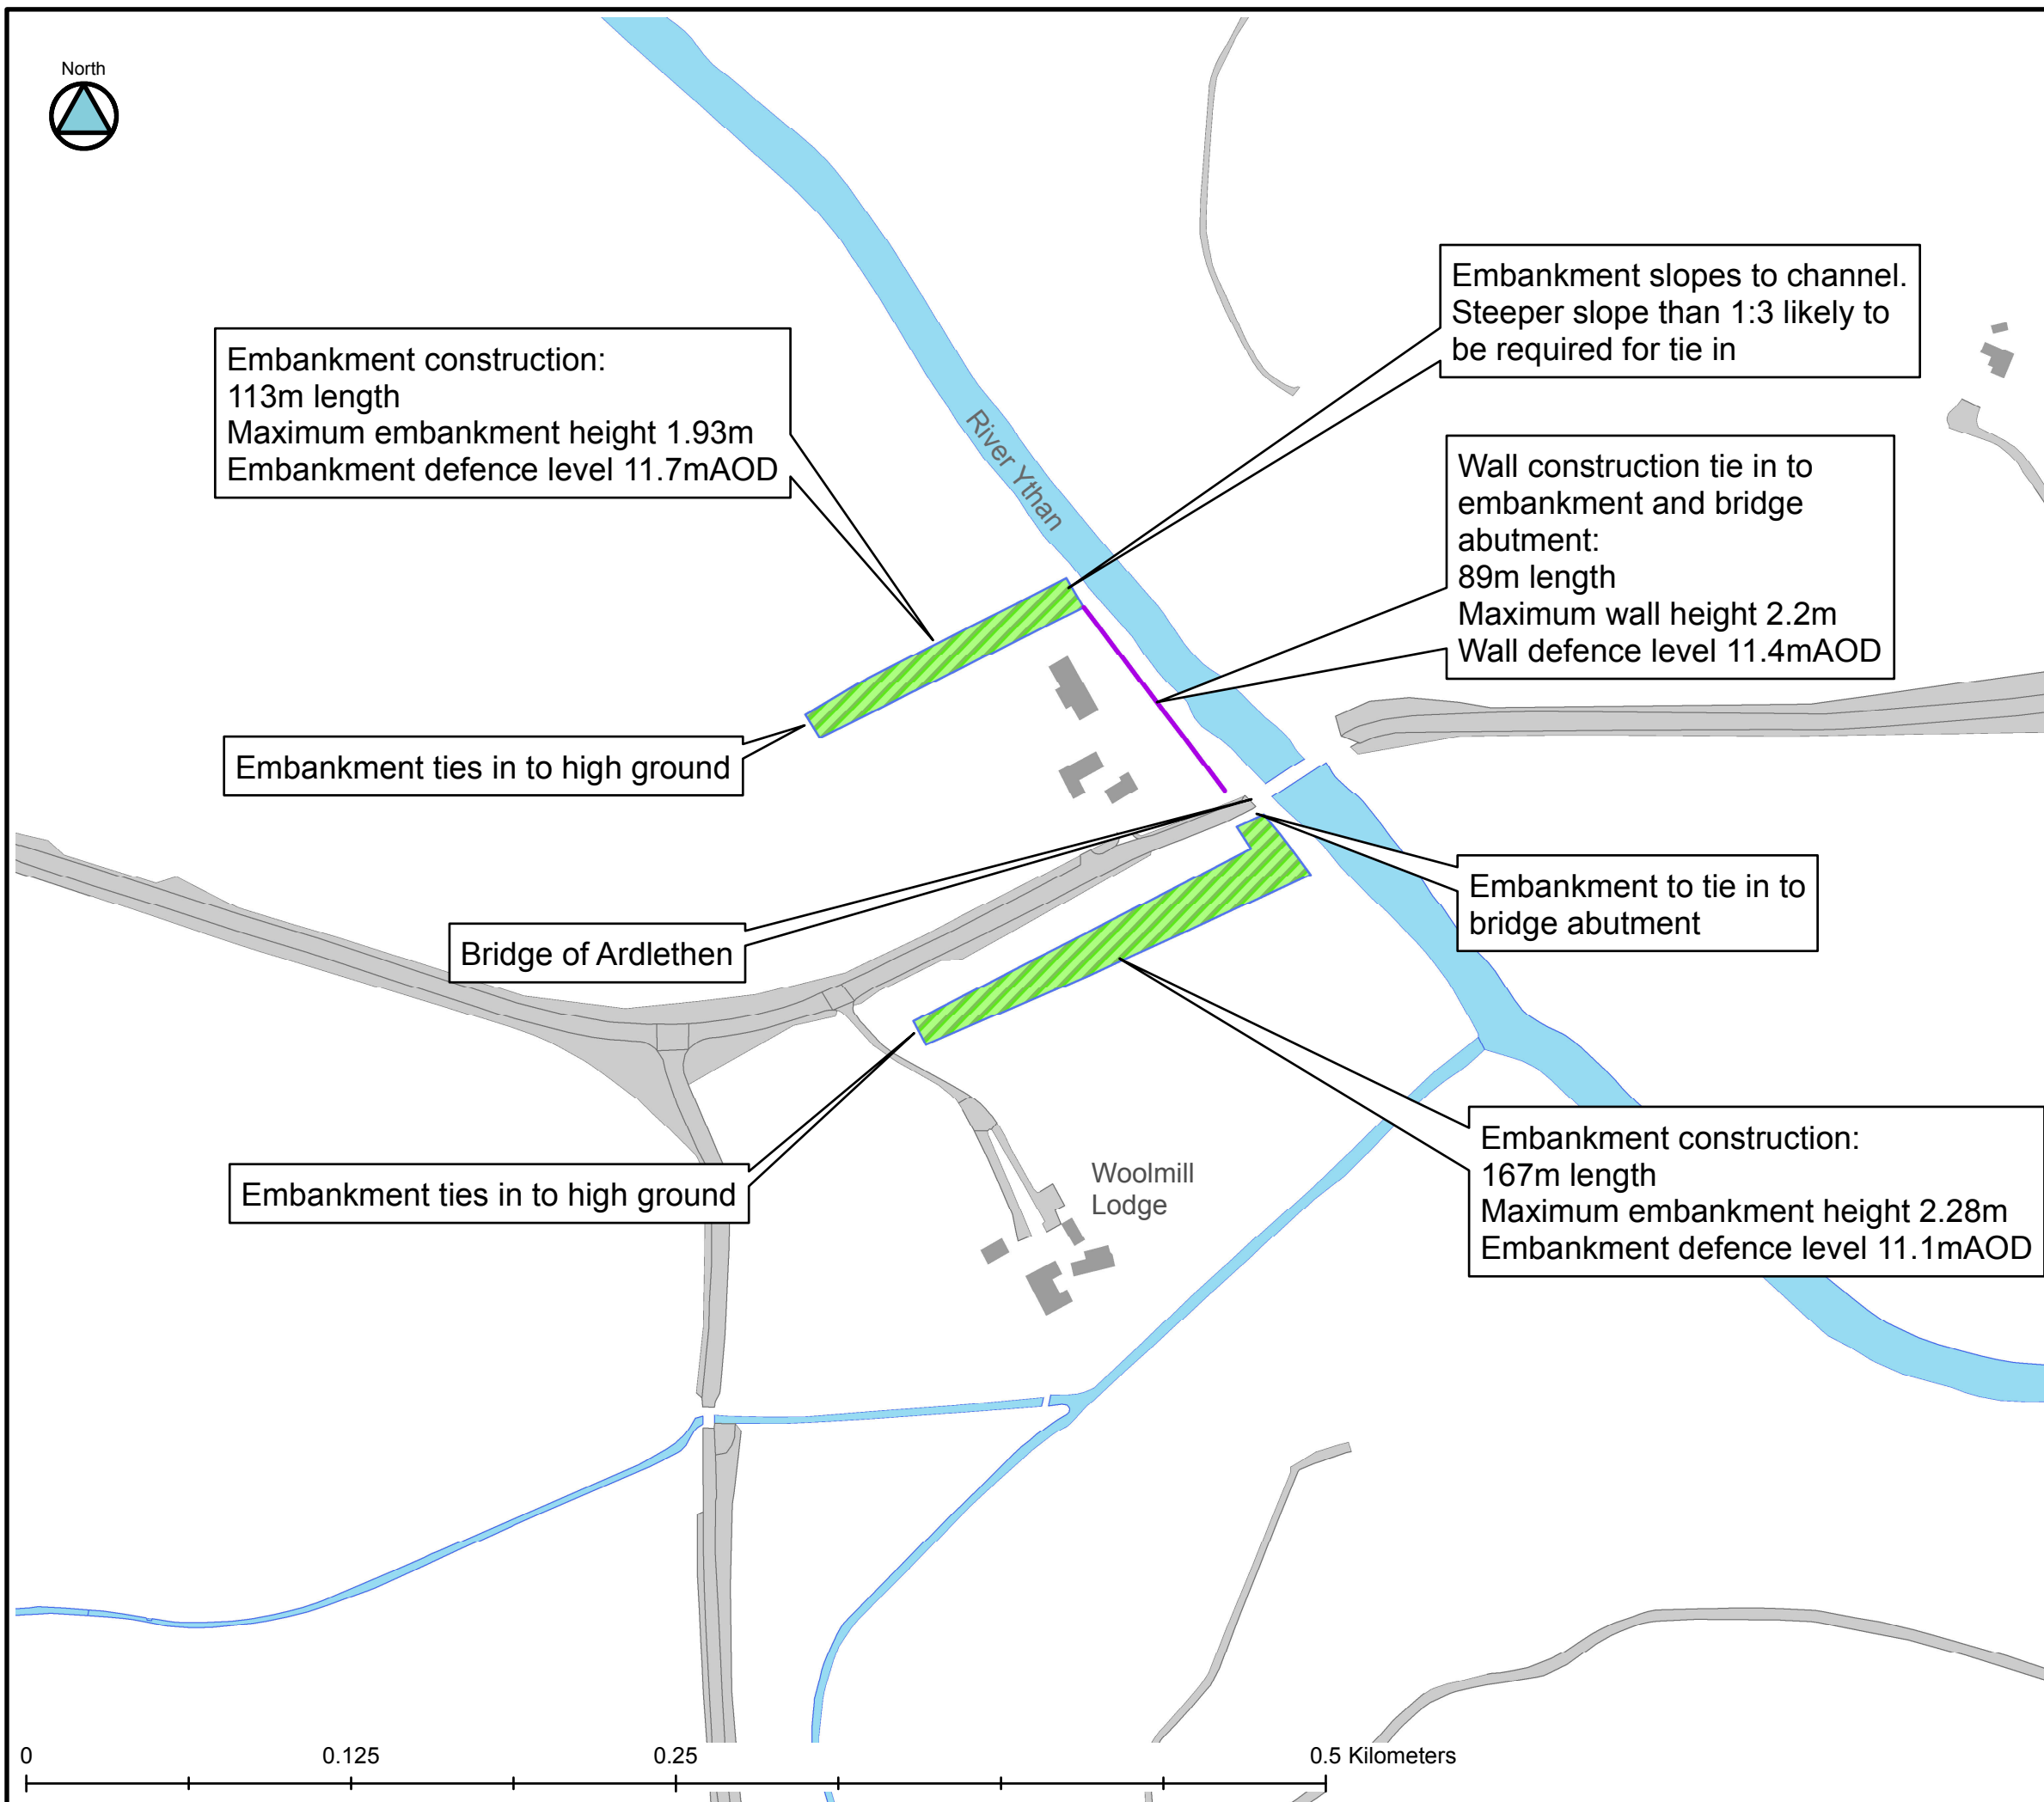 North
Embankment slopes to channel.
Steeper slope than 1:3 likely to
be required for tie in
Embankment construction:
113m length
Maximum embankment height 1.93m
Embankment defence level 11.7mAOD
River Ythan
Wall construction tie in to
embankment and bridge
abutment:
89m length
Maximum wall height 2.2m
Wall defence level 11.4mAOD
Embankment ties in to high ground
Embankment to tie in to
bridge abutment
Bridge of Ardlethen
Embankment construction:
167m length
Maximum embankment height 2.28m
Embankment defence level 11.1mAOD
Embankment ties in to high ground
Woolmill
Lodge
0 0.125 0.25 0.5 Kilometers